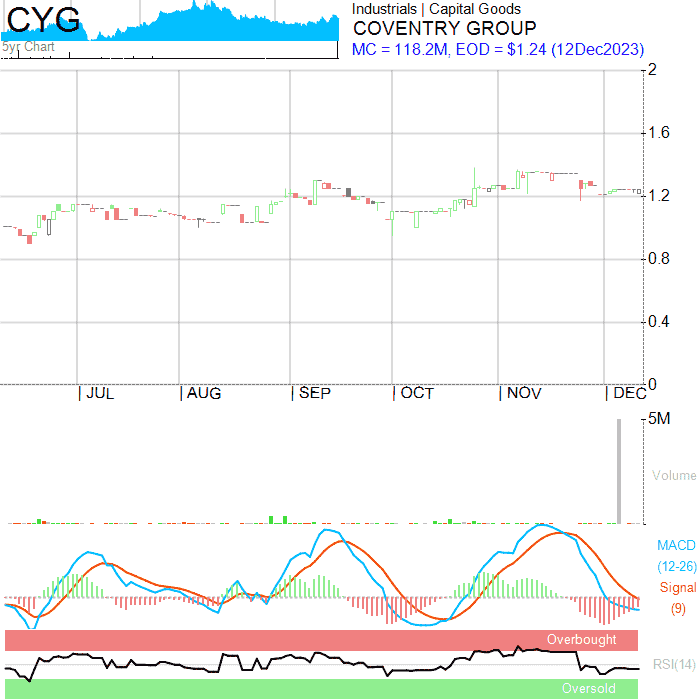 CYG
5yr Chart
Industrials | Capital Goods
COVENTRY GROUP
MC = 118.2M, EOD = $1.24 (12Dec2023)
2
1.6
1.2
0.8
0.4
0
| JUL | AUG | SEP | OCT | NOV | DEC
5M
Volume
MACD
(12-26)
Signal
(9)
Overbought
RSI(14)
Oversold